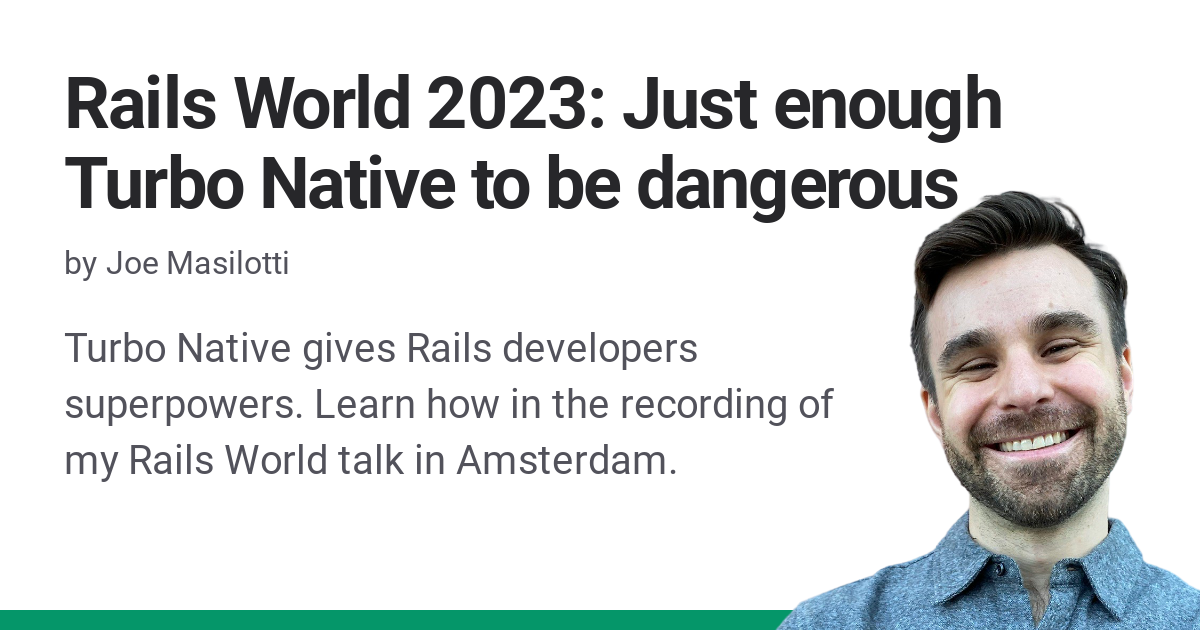 Rails World 2023: Just enough
Turbo Native to be dangerous
by Joe Masilotti
Turbo Native gives Rails developers
superpowers. Learn how in the recording of
my Rails World talk in Amsterdam.